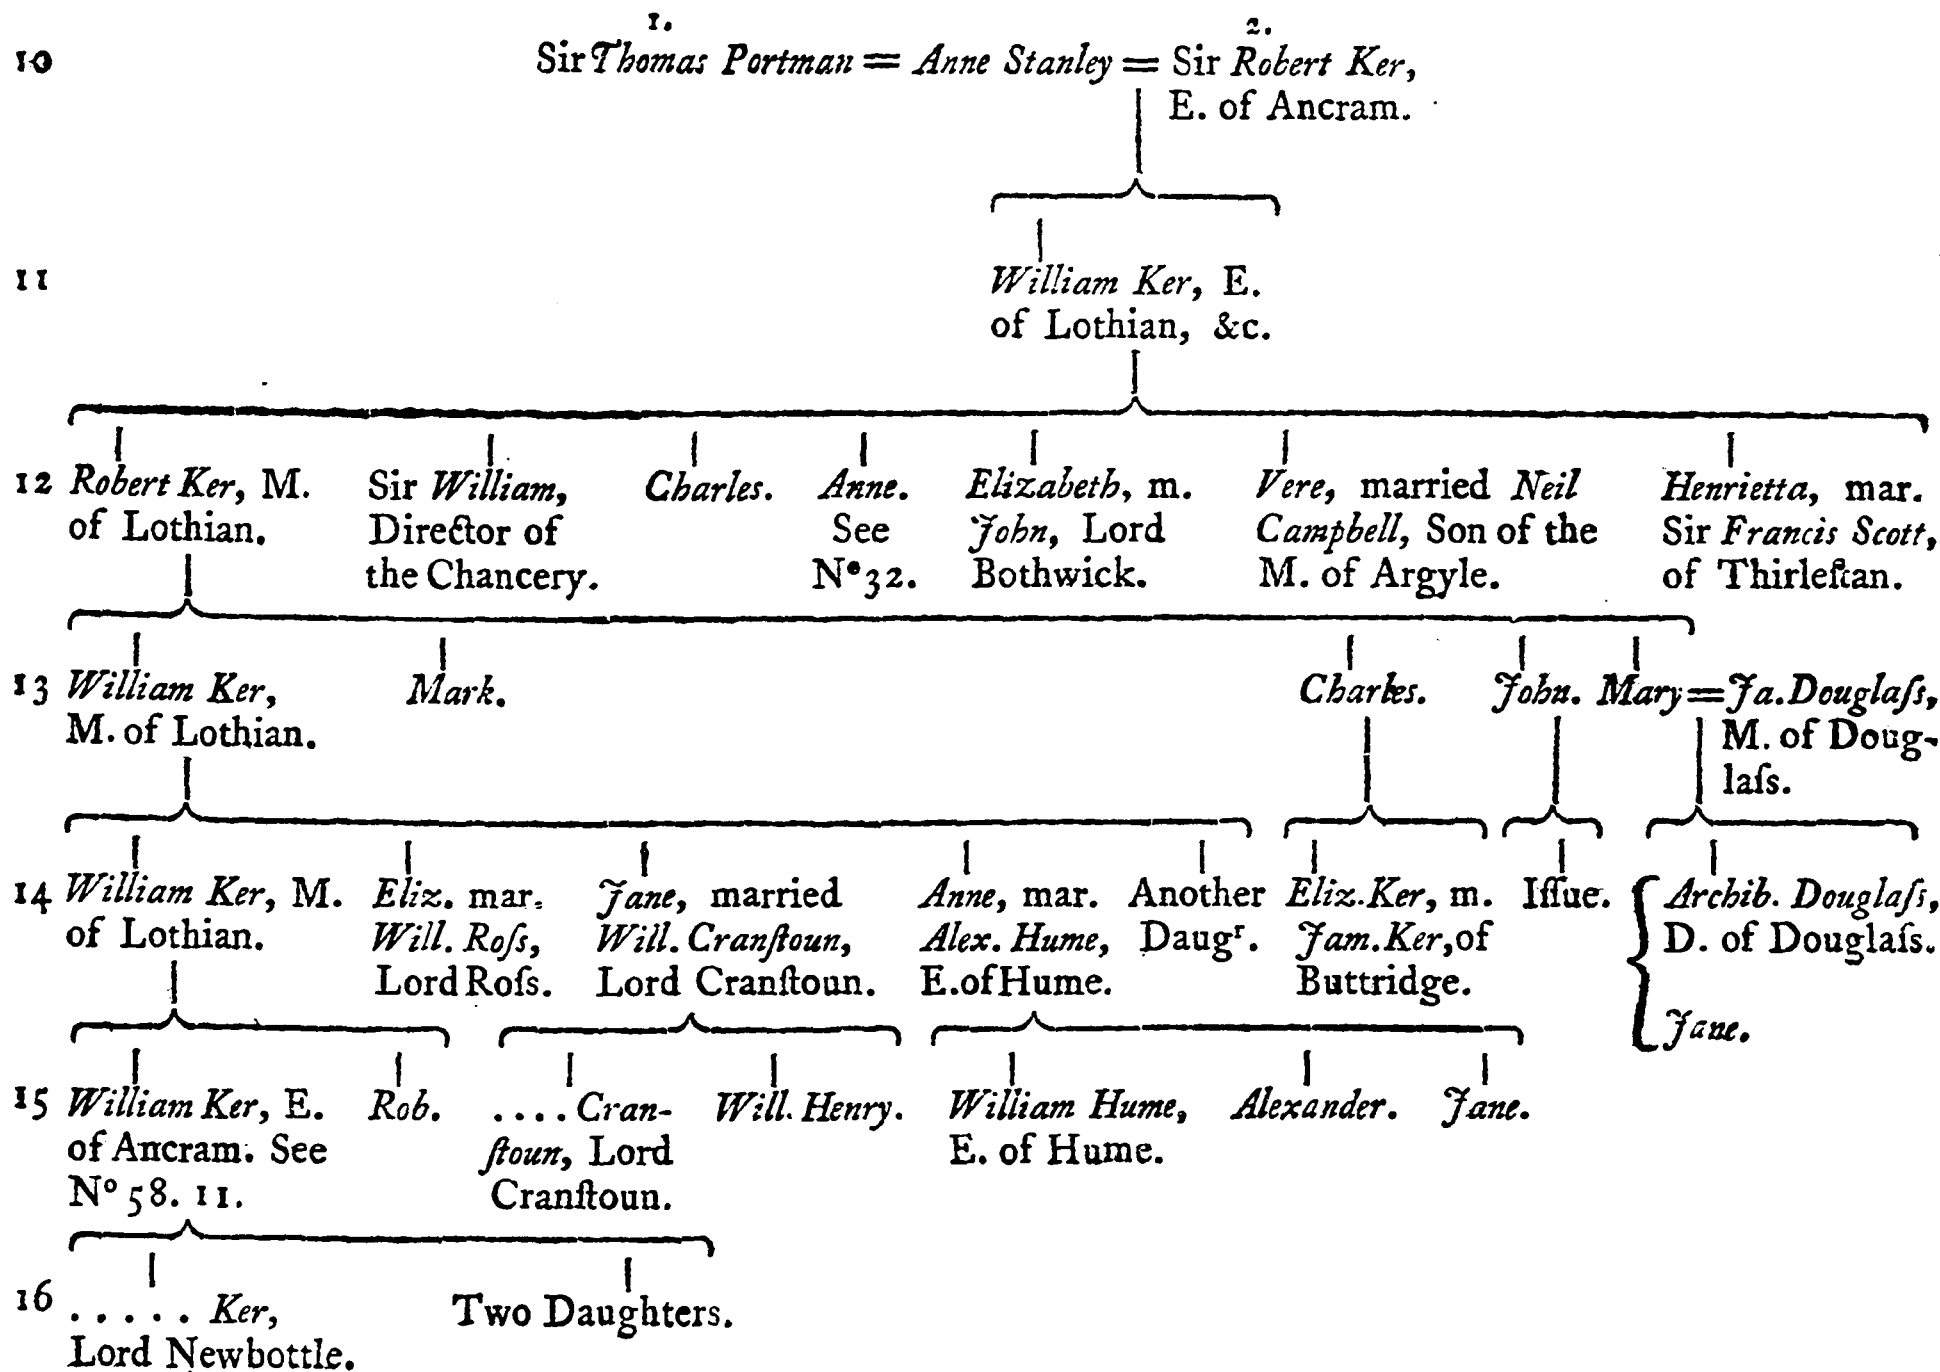 1. 2.
10 Sir Thomas Portman = Anne Stanley = Sir Robert Ker,
E. of Ancram.
11 William Ker, E.
of Lothian, &c.
12 Robert Ker, M. Sir William, Charles. Anne. Elizabeth, m. Vere, married Neil Henrietta, mar.
of Lothian. Director of See John, Lord Campbell, Son of the Sir Francis Scott,
the Chancery. N° 32. Bothwick. M. of Argyle. of Thirleſtan.
13 William Ker, Mark. Charles. John. Mary = Ja. Douglaſs,
M. of Lothian. M. of Doug-
laſs.
14 William Ker, M. Eliz. mar. Jane, married Anne, mar. Another Eliz. Ker, m. Iſſue. Archib. Douglaſs,
of Lothian. Will. Roſs, Will. Cranſtoun, Alex. Hume, Daugʳ. Jam. Ker, of D. of Douglaſs.
Lord Roſs. Lord Cranſtoun. E. of Hume. Buttridge.
Jane.
15 William Ker, E. Rob. .... Cran- Will. Henry. William Hume, Alexander. Jane.
of Ancram. See ſtoun, Lord E. of Hume.
N° 58. 11. Cranſtoun.
16 ..... Ker, Two Daughters.
Lord Newbottle.